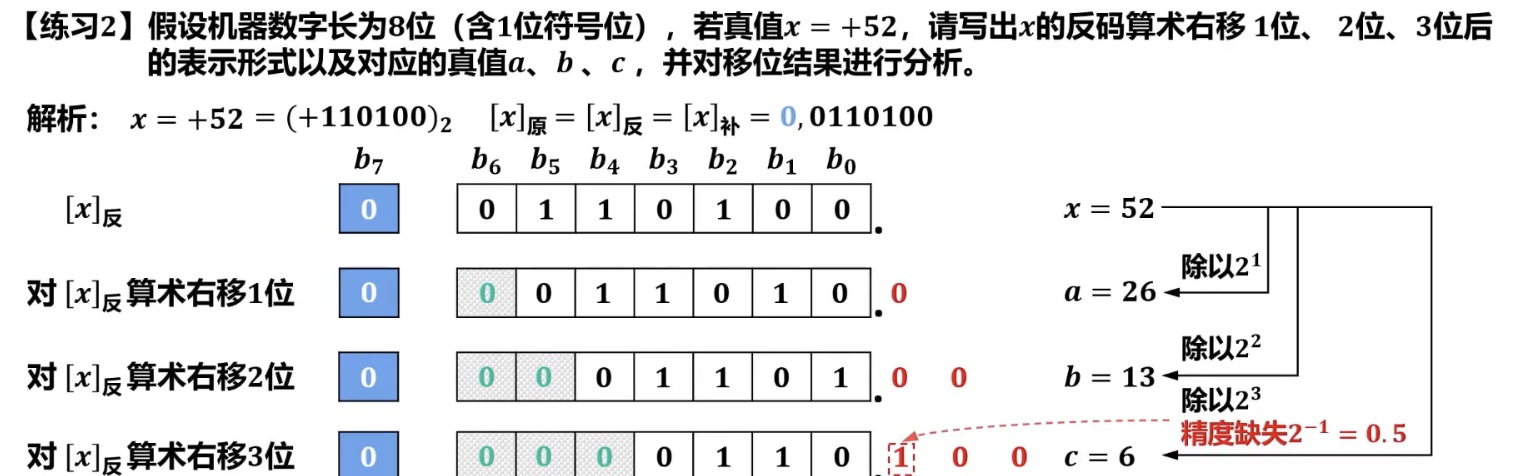 【练习2】假设机器数字长为8位（含1位符号位），若真值x = +52，请写出x的反码算术右移 1位、 2位、3位后
的表示形式以及对应的真值a、b 、c ，并对移位结果进行分析。
解析： x = +52 = (+110100)₂ [x]原 = [x]反 = [x]补 = 0, 0110100
b₇ b₆ b₅ b₄ b₃ b₂ b₁ b₀
[x]反 0 0 1 1 0 1 0 0 . x = 52
除以2¹
对 [x]反 算术右移1位 0 0 0 1 1 0 1 0 . 0 a = 26
除以2²
对 [x]反 算术右移2位 0 0 0 0 1 1 0 1 . 0 0 b = 13
除以2³
精度缺失2⁻¹ = 0.5
对 [x]反 算术右移3位 0 0 0 0 0 1 1 0 . 1 0 0 c = 6